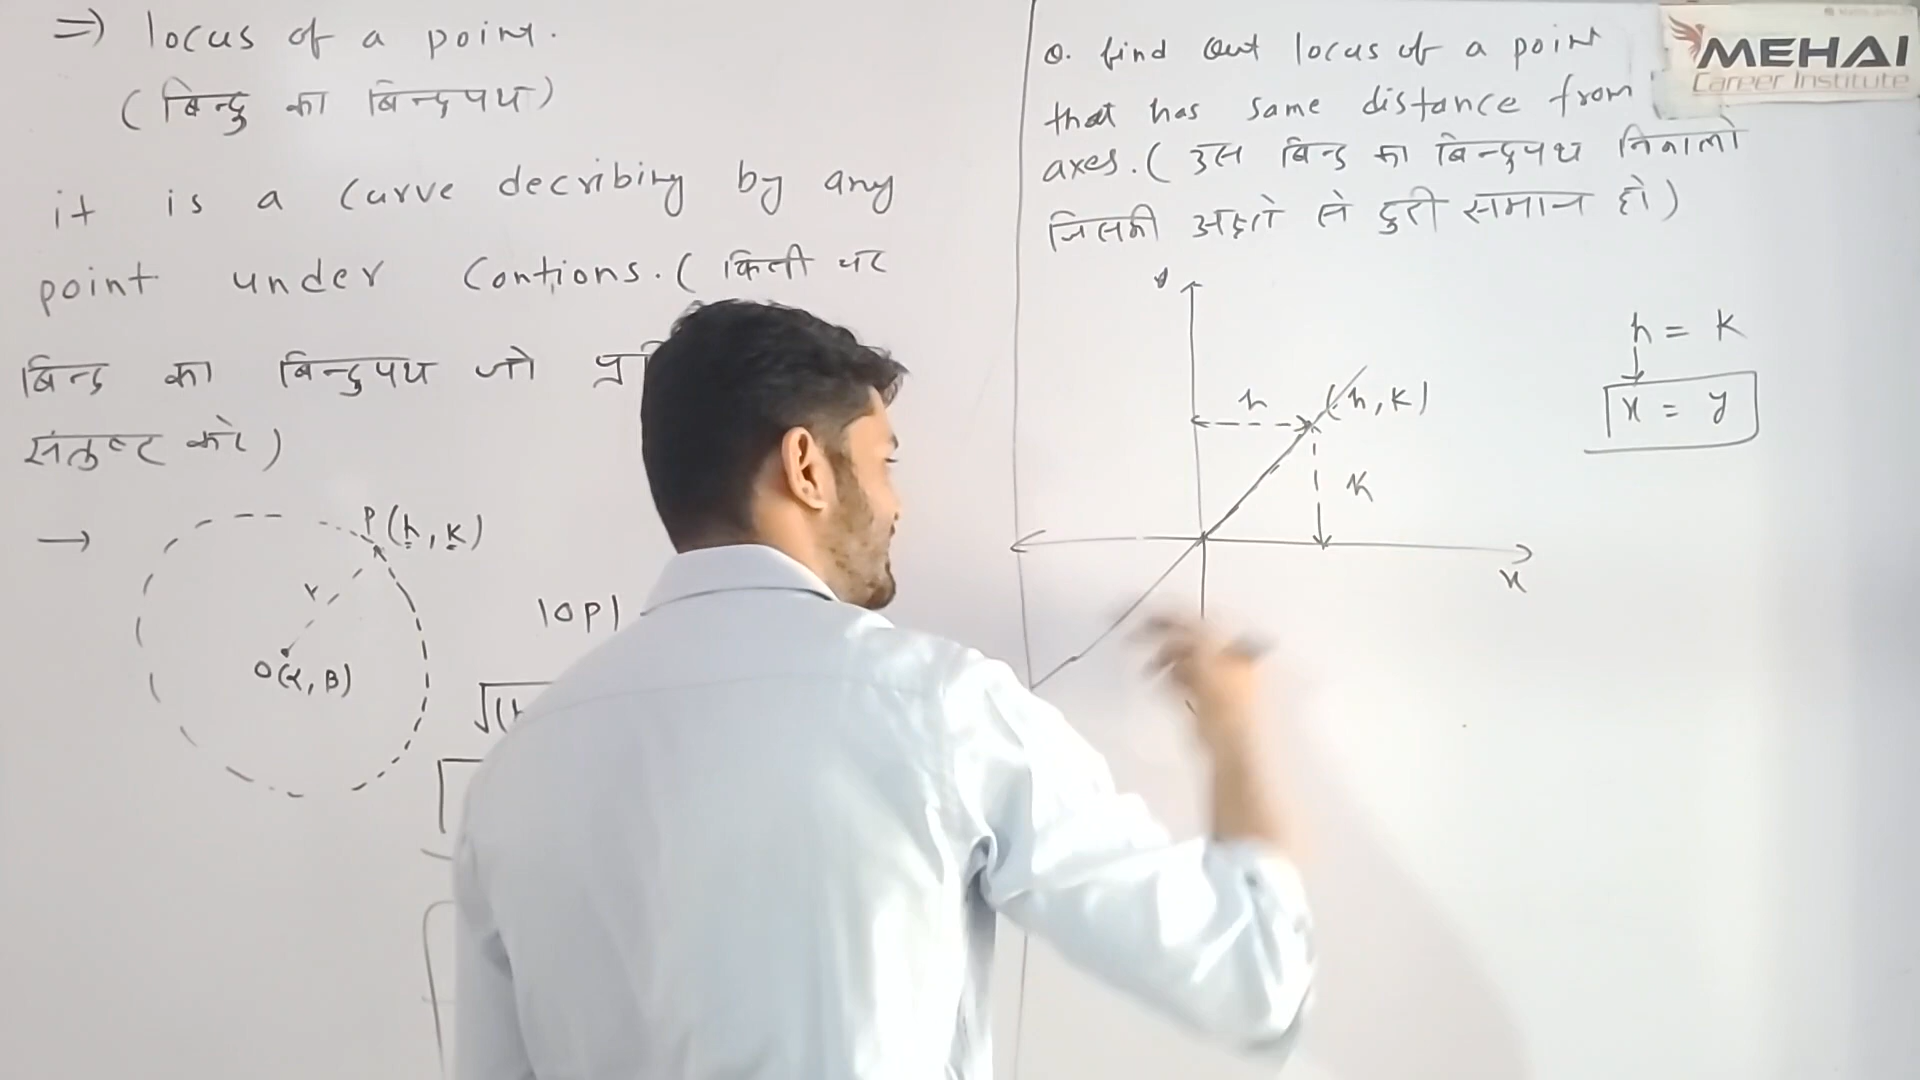 => locus of a point.
(बिन्दु का बिन्दुपथ)
it is a curve decribing by any
point under contions. (किसी चर
बिन्दु का बिन्दुपथ जो
संतुष्ट करे)
→
P(h, k)
r
O(α, β)
|OP|
Q. find out locus of a point
that has same distance from
axes. (उस बिन्दु का बिन्दुपथ निकालो
जिसकी अक्षो से दुरी समान हो)
y
h
(h, k)
k
x
h = k
x = y
MEHAI
Career Institute